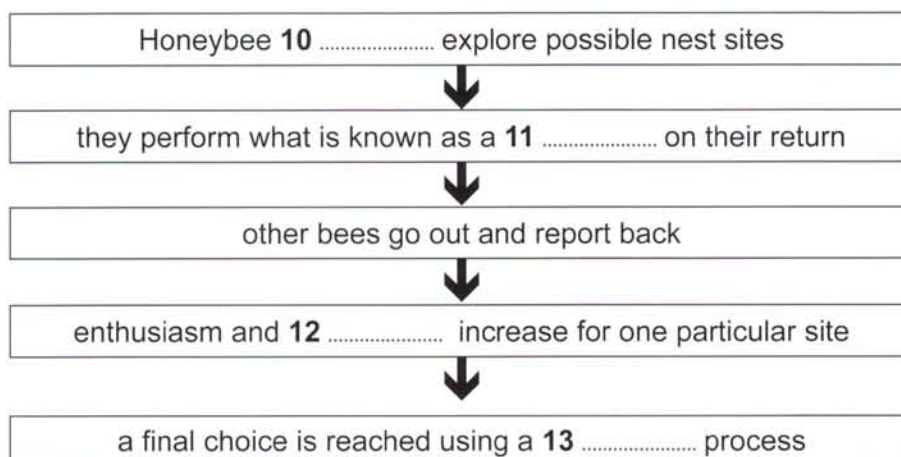 Honeybee 10 ........................ explore possible nest sites
they perform what is known as a 11 ........................ on their return
other bees go out and report back
enthusiasm and 12 ........................ increase for one particular site
a final choice is reached using a 13 ........................ process